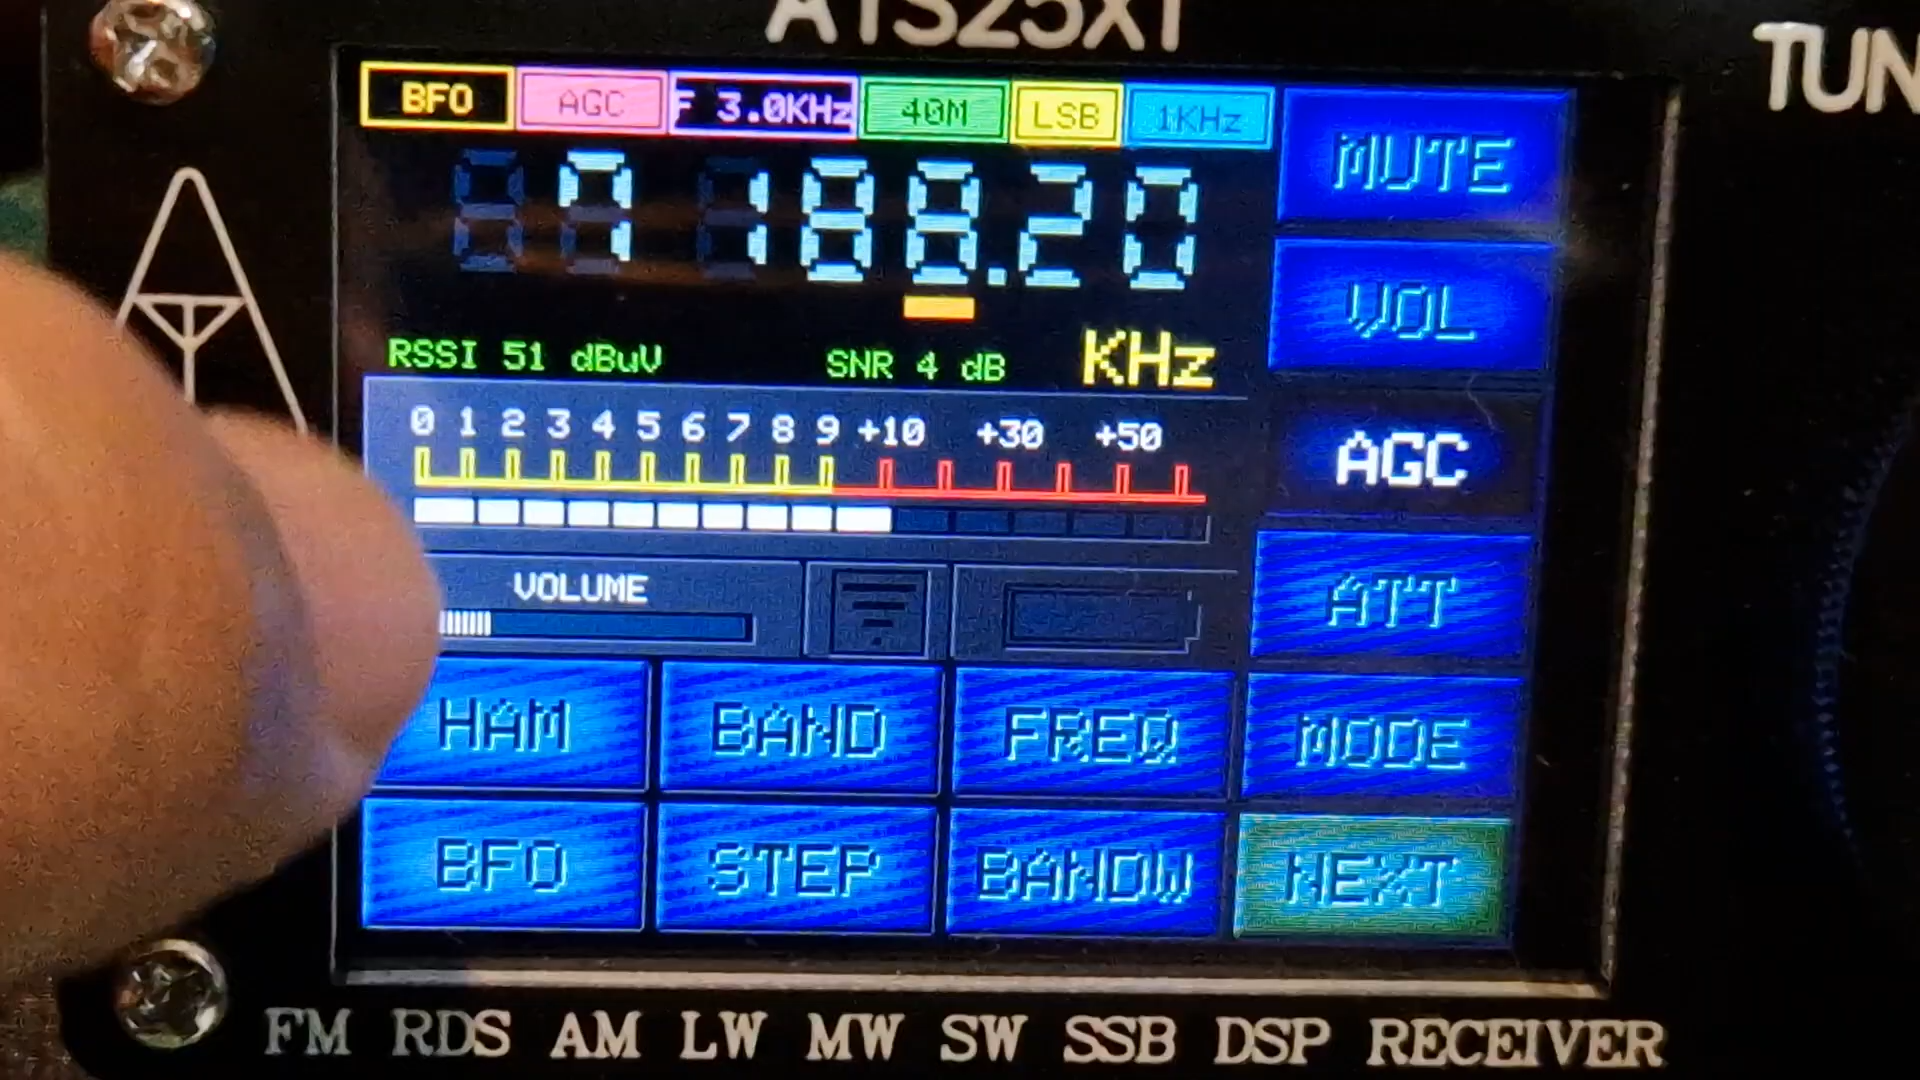 ATS25XT
TUN
BFO AGC F 3.0KHz 40M LSB 1KHz
7188.20
RSSI 51 dBuV SNR 4 dB KHz
0 1 2 3 4 5 6 7 8 9 +10 +30 +50
VOLUME
HAM BAND FREQ
BFO STEP BANDW
MUTE
VOL
AGC
ATT
MODE
NEXT
FM RDS AM LW MW SW SSB DSP RECEIVER